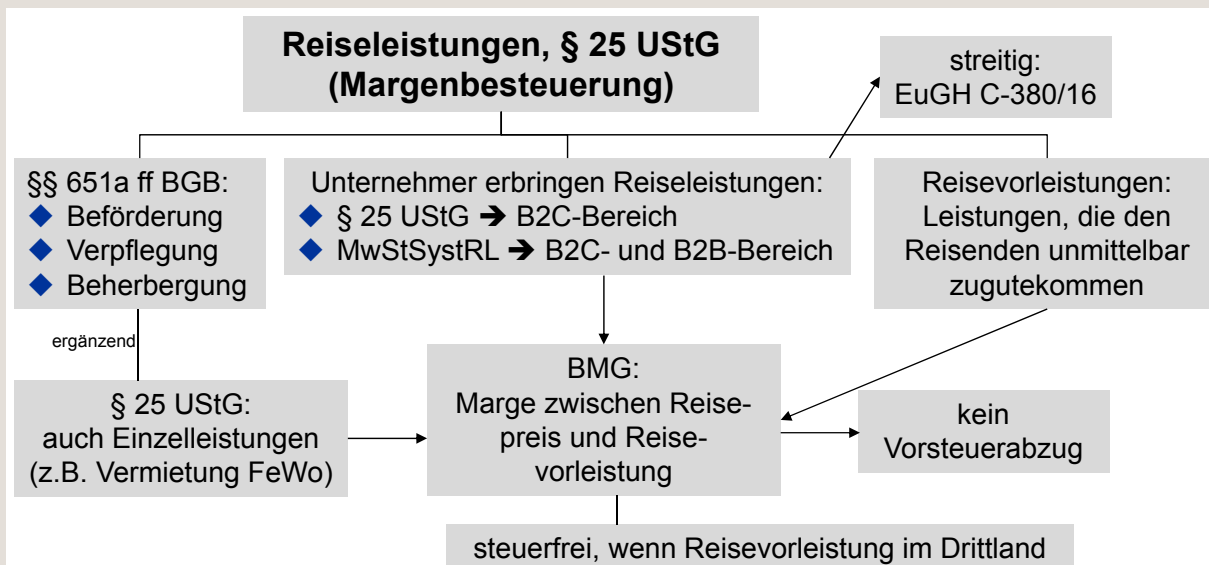 Reiseleistungen, § 25 UStG
(Margenbesteuerung)
streitig:
EuGH C-380/16
§§ 651a ff BGB:
◆ Beförderung
◆ Verpflegung
◆ Beherbergung
Unternehmer erbringen Reiseleistungen:
◆ § 25 UStG ➔ B2C-Bereich
◆ MwStSystRL ➔ B2C- und B2B-Bereich
Reisevorleistungen:
Leistungen, die den
Reisenden unmittelbar
zugutekommen
ergänzend
§ 25 UStG:
auch Einzelleistungen
(z.B. Vermietung FeWo)
BMG:
Marge zwischen Reise-
preis und Reise-
vorleistung
kein
Vorsteuerabzug
steuerfrei, wenn Reisevorleistung im Drittland